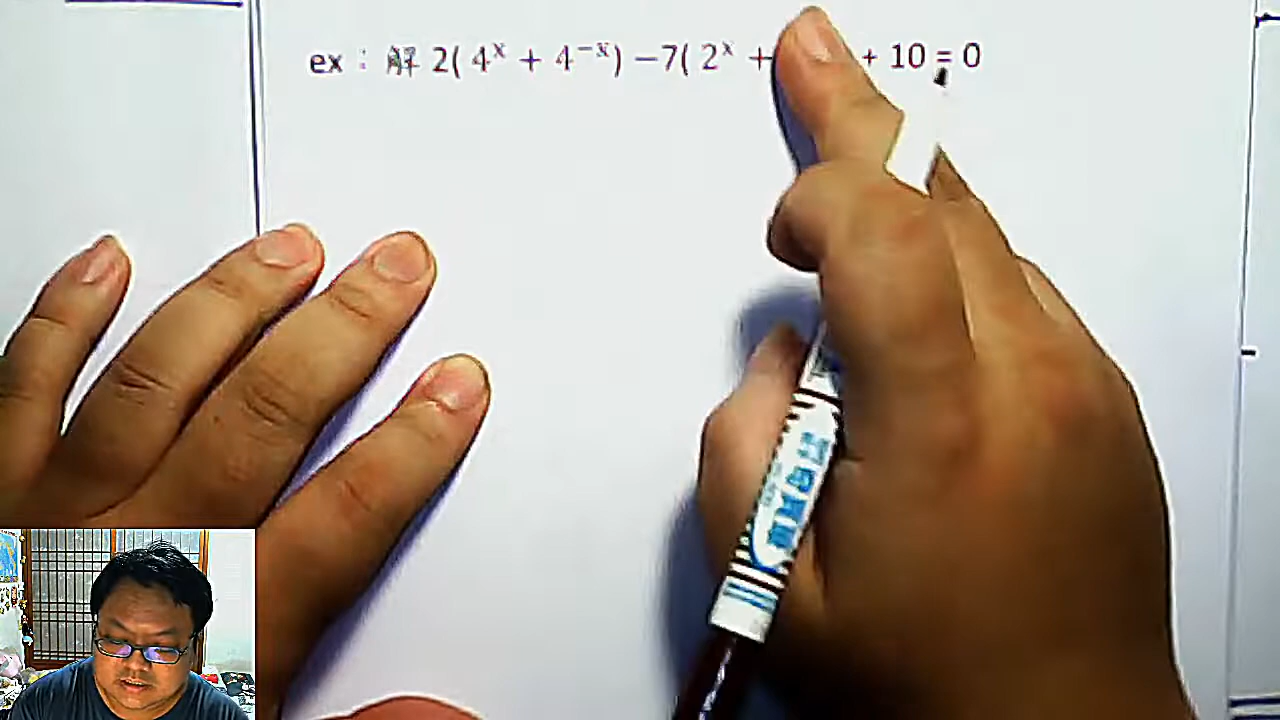 ex：解 2( 4ˣ + 4⁻ˣ) −7( 2ˣ + + 10 = 0